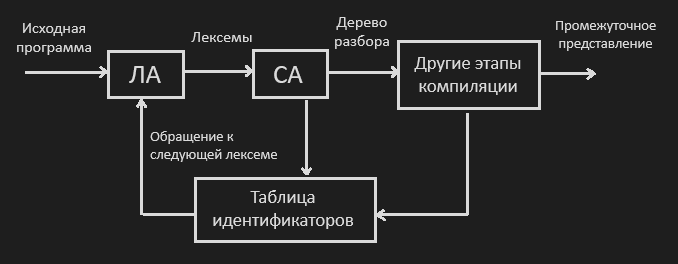 Исходная
программа
Лексемы
Дерево
разбора
Промежуточное
представление
ЛА
СА
Другие этапы
компиляции
Обращение к
следующей лексеме
Таблица
идентификаторов